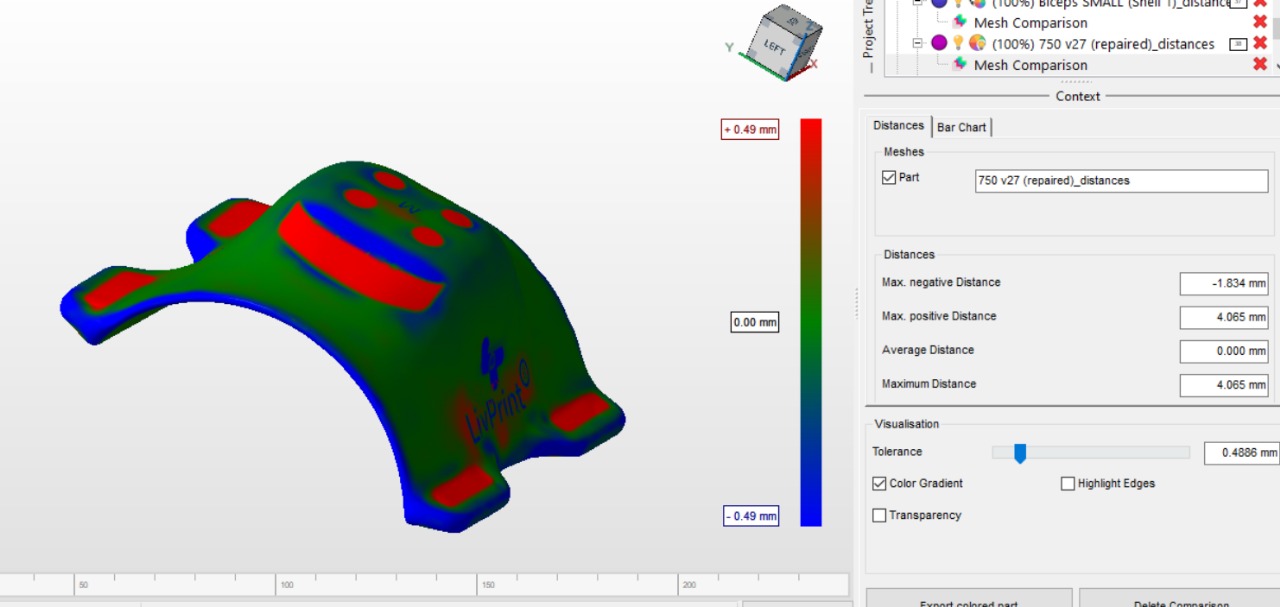 (100%) Biceps SMALL (Shell 1)_distance
Mesh Comparison
(100%) 750 v27 (repaired)_distances
Mesh Comparison
Project Tree
Context
Distances
Bar Chart
Meshes
Part
750 v27 (repaired)_distances
Distances
Max. negative Distance
-1.834 mm
Max. positive Distance
4.065 mm
Average Distance
0.000 mm
Maximum Distance
4.065 mm
Visualisation
Tolerance
0.4886 mm
Color Gradient
Highlight Edges
Transparency
Export colored part
Delete Comparison
Y
Z
X
LEFT
+ 0.49 mm
0.00 mm
- 0.49 mm
LivPrint
50
100
150
200